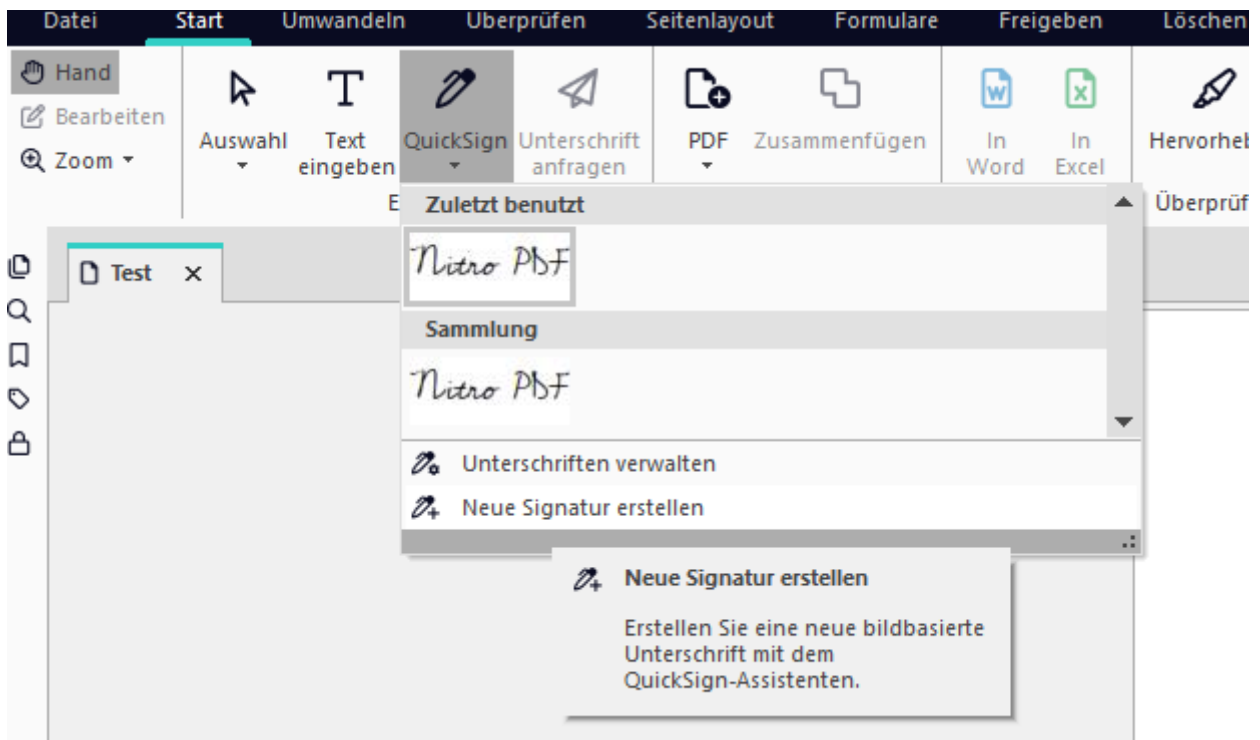 Datei Start Umwandeln Überprüfen Seitenlayout Formulare Freigeben Löschen
Hand
Bearbeiten
Zoom
Auswahl
Text
eingeben
QuickSign
Unterschrift
anfragen
PDF
Zusammenfügen
In
Word
In
Excel
Hervorheb
E
Überprüf
Zuletzt benutzt
Nitro PDF
Sammlung
Nitro PDF
Unterschriften verwalten
Neue Signatur erstellen
Test
Neue Signatur erstellen
Erstellen Sie eine neue bildbasierte
Unterschrift mit dem
QuickSign-Assistenten.